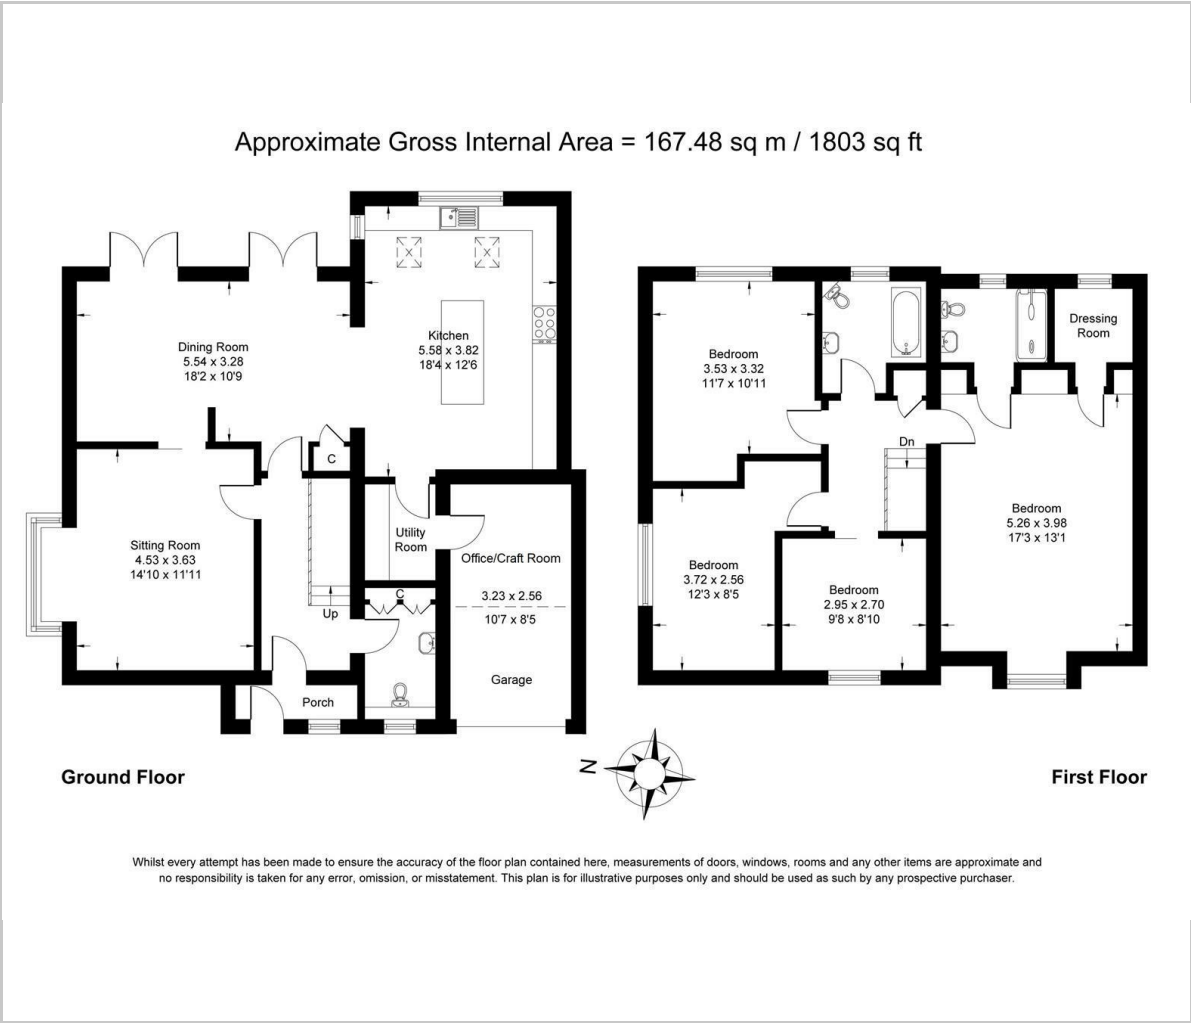 Approximate Gross Internal Area = 167.48 sq m / 1803 sq ft
Dining Room
5.54 x 3.28
18'2 x 10'9
Kitchen
5.58 x 3.82
18'4 x 12'6
C
Sitting Room
4.53 x 3.63
14'10 x 11'11
Utility
Room
Office/Craft Room
3.23 x 2.56
10'7 x 8'5
C
Up
Garage
Porch
Ground Floor
Bedroom
3.53 x 3.32
11'7 x 10'11
Dressing
Room
Dn
Bedroom
5.26 x 3.98
17'3 x 13'1
Bedroom
3.72 x 2.56
12'3 x 8'5
Bedroom
2.95 x 2.70
9'8 x 8'10
N
First Floor
Whilst every attempt has been made to ensure the accuracy of the floor plan contained here, measurements of doors, windows, rooms and any other items are approximate and
no responsibility is taken for any error, omission, or misstatement. This plan is for illustrative purposes only and should be used as such by any prospective purchaser.